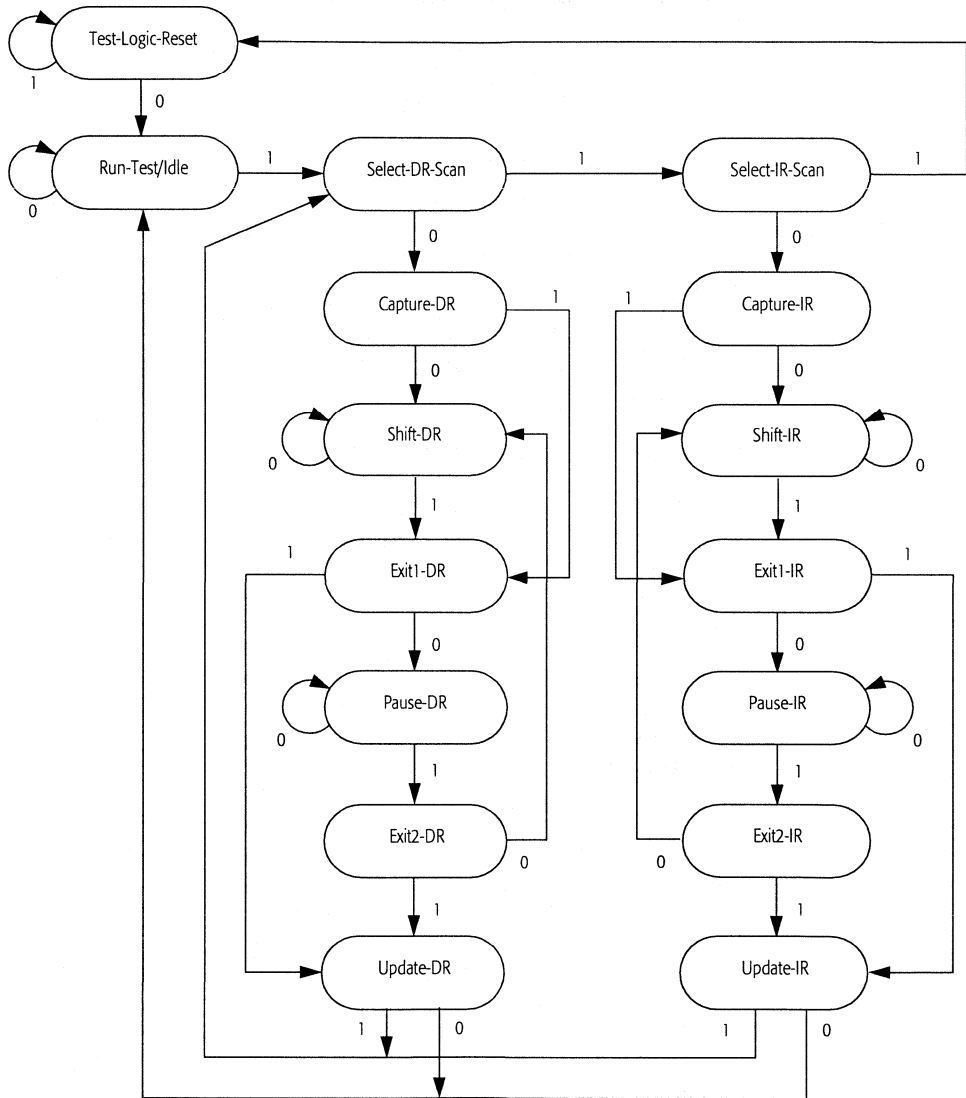 Test-Logic-Reset
1
0
Run-Test/Idle
1
Select-DR-Scan
1
Select-IR-Scan
1
0
0
0
Capture-DR
1
1
Capture-IR
0
0
Shift-DR
Shift-IR
0
0
1
1
1
Exit1-DR
Exit1-IR
1
0
0
Pause-DR
Pause-IR
0
0
1
1
Exit2-DR
0
0
Exit2-IR
1
1
Update-DR
Update-IR
1
0
1
0